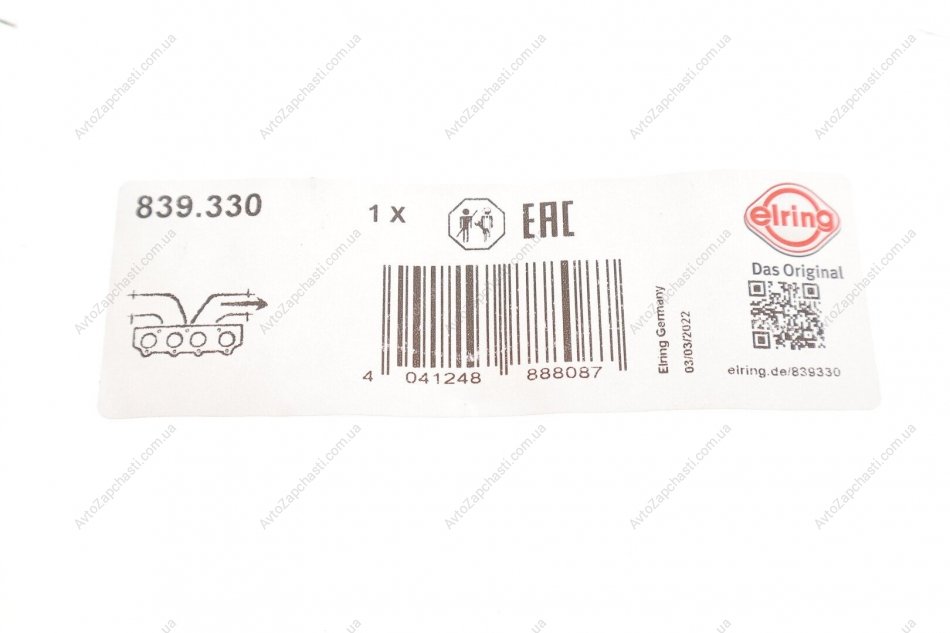 839.330
1 x
EAC
elring
Das Original
4 041248 888087
Elring Germany
03/03/2022
elring.de/839330
AvtoZapchasti.com.ua